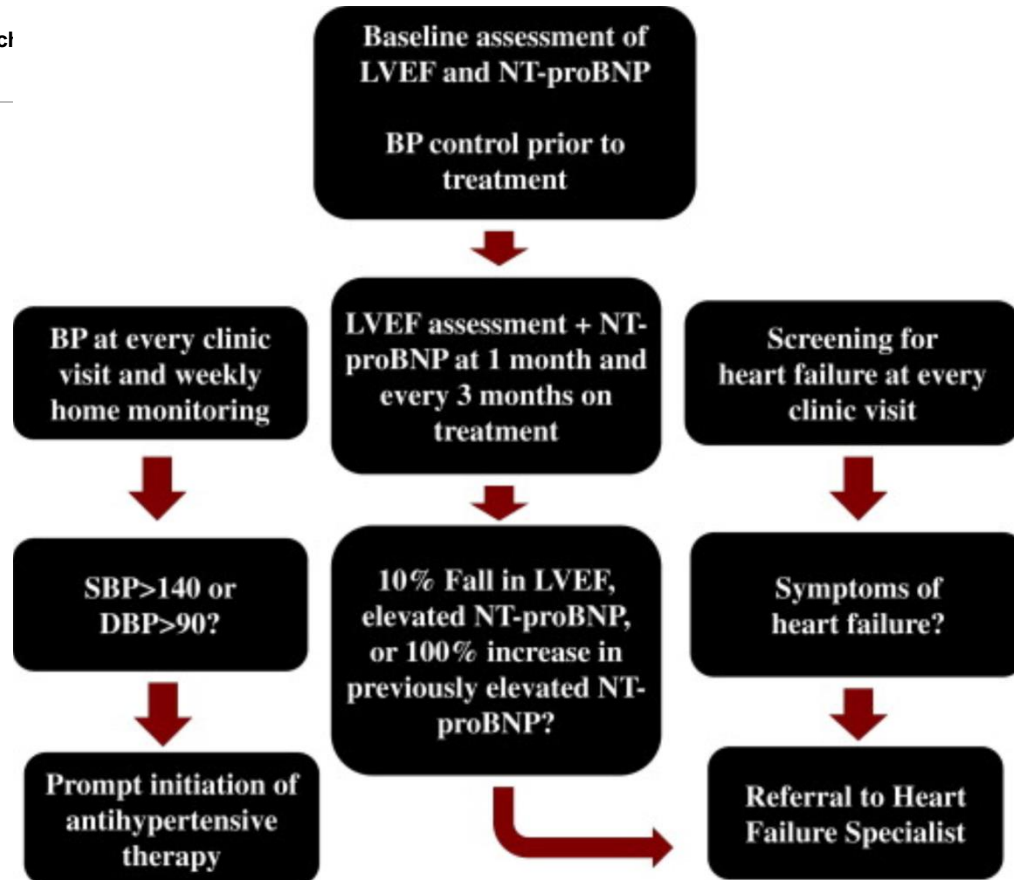 Baseline assessment of
LVEF and NT-proBNP
BP control prior to
treatment
BP at every clinic
visit and weekly
home monitoring
LVEF assessment + NT-
proBNP at 1 month and
every 3 months on
treatment
Screening for
heart failure at every
clinic visit
SBP>140 or
DBP>90?
10% Fall in LVEF,
elevated NT-proBNP,
or 100% increase in
previously elevated NT-
proBNP?
Symptoms of
heart failure?
Prompt initiation of
antihypertensive
therapy
Referral to Heart
Failure Specialist